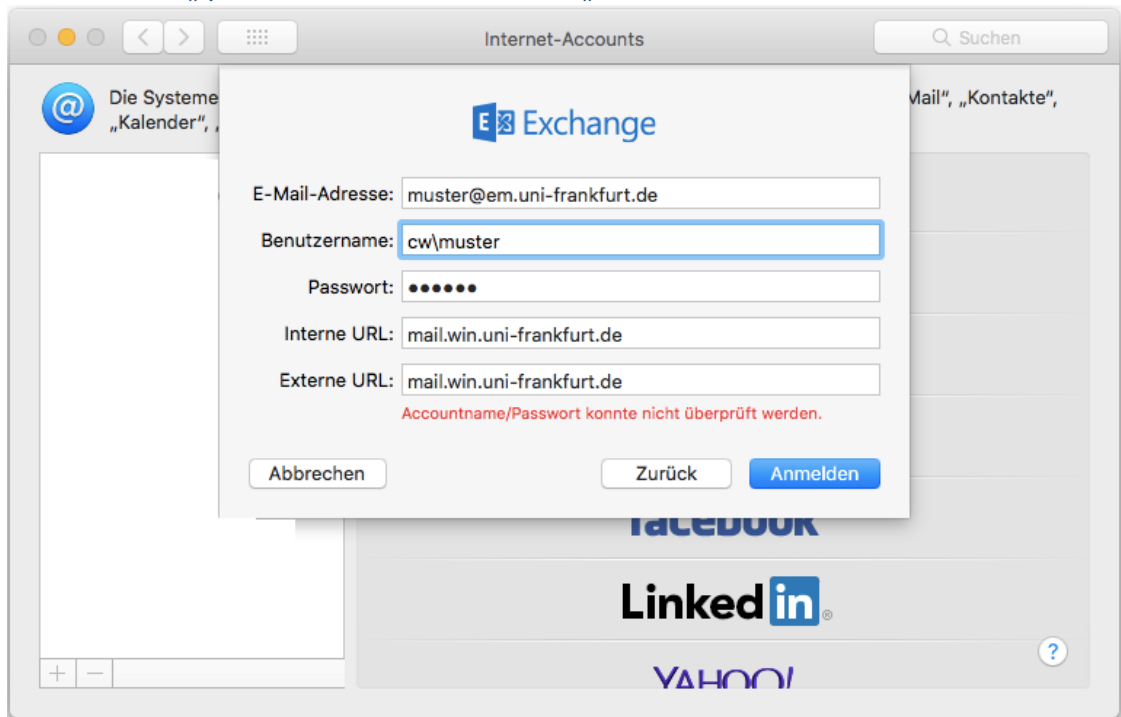 Internet-Accounts
Suchen
Die Systeme
Mail“, „Kontakte“,
„Kalender“, „
E Exchange
E-Mail-Adresse: muster@em.uni-frankfurt.de
Benutzername: cw\muster
Passwort: ••••••
Interne URL: mail.win.uni-frankfurt.de
Externe URL: mail.win.uni-frankfurt.de
Accountname/Passwort konnte nicht überprüft werden.
Abbrechen Zurück Anmelden
facebook
Linked in®
YAHOO!
?
+ −